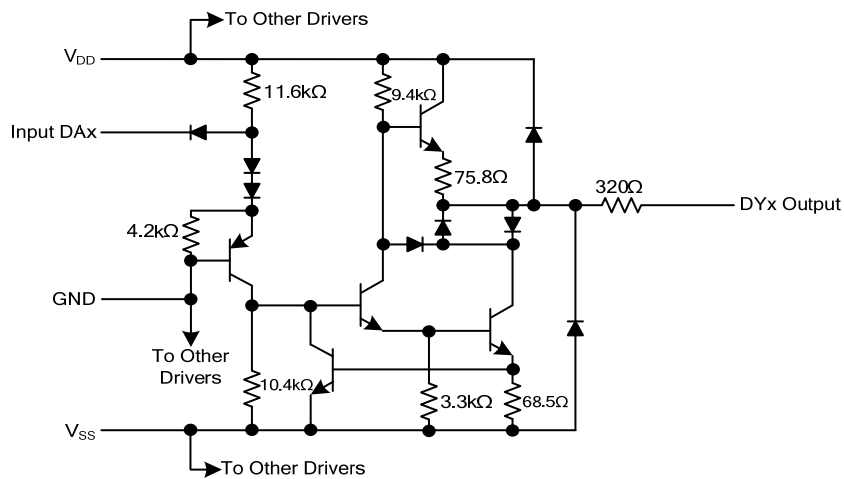 To Other Drivers
VDD
11.6kΩ
9.4kΩ
Input DAx
75.8Ω
320Ω
DYx Output
4.2kΩ
GND
To Other
Drivers
10.4kΩ
3.3kΩ
68.5Ω
VSS
To Other Drivers